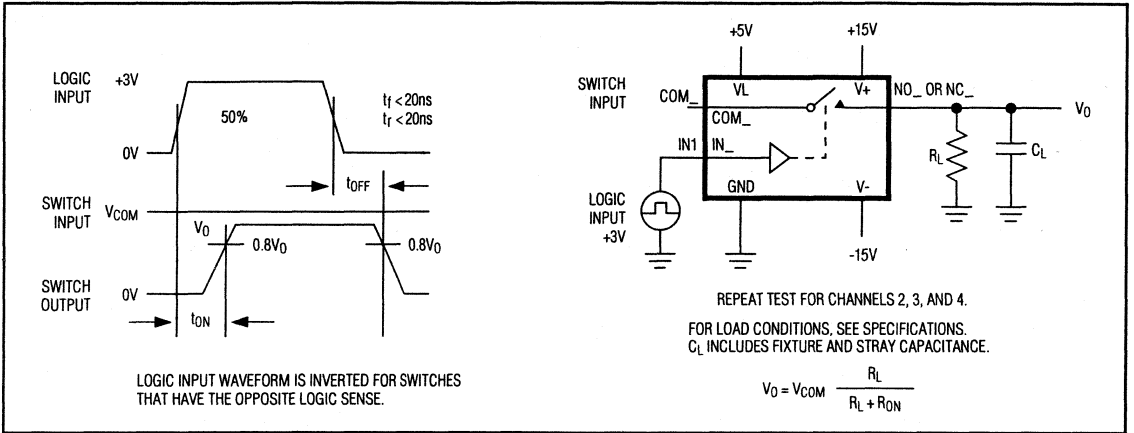 LOGIC
INPUT
+3V
0V
50%
tf < 20ns
tr < 20ns
tOFF
SWITCH
INPUT
VCOM
VO
0.8VO
0.8VO
SWITCH
OUTPUT
0V
tON
LOGIC INPUT WAVEFORM IS INVERTED FOR SWITCHES
THAT HAVE THE OPPOSITE LOGIC SENSE.
+5V
+15V
SWITCH
INPUT
VL
V+
COM_
COM_
NO_ OR NC_
VO
IN1
IN_
RL
CL
GND
V-
LOGIC
INPUT
+3V
-15V
REPEAT TEST FOR CHANNELS 2, 3, AND 4.
FOR LOAD CONDITIONS, SEE SPECIFICATIONS.
CL INCLUDES FIXTURE AND STRAY CAPACITANCE.
VO = VCOM RL
RL + RON